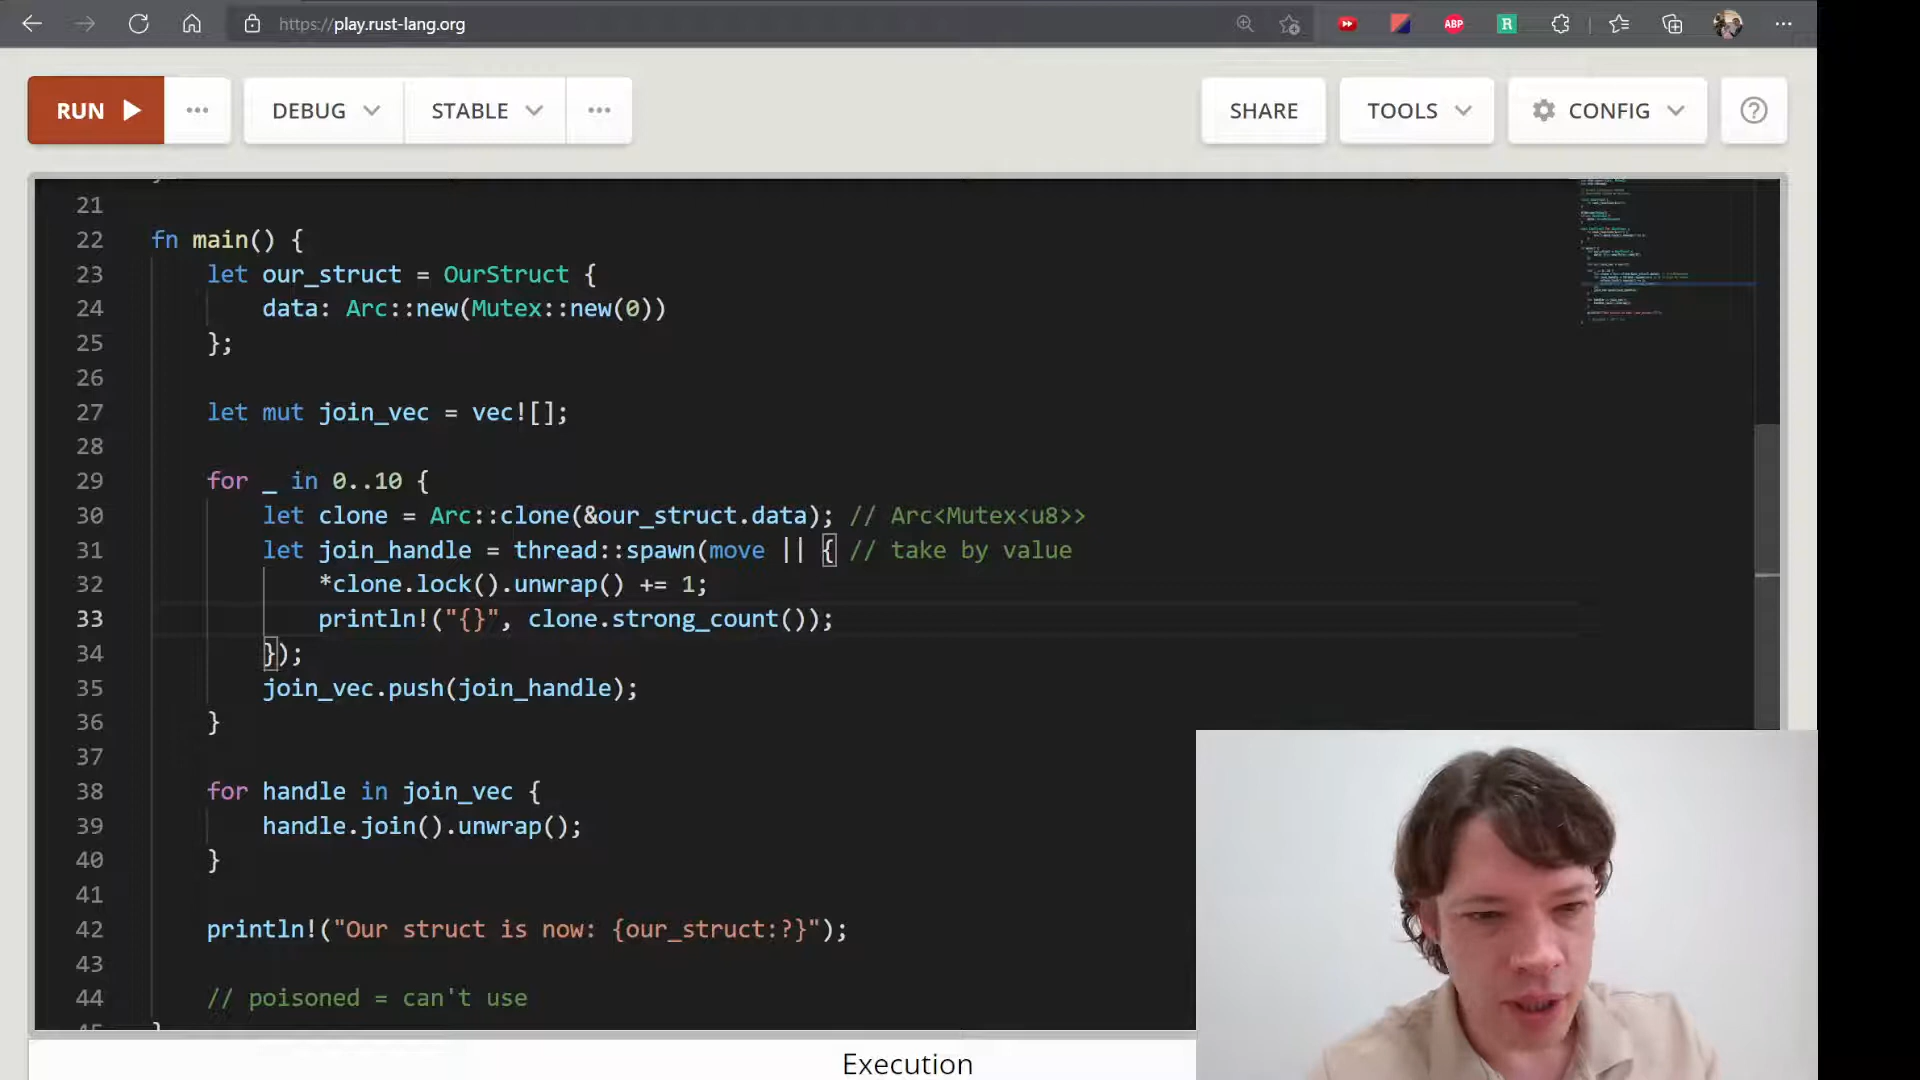 https://play.rust-lang.org
ABP
R
RUN
DEBUG
STABLE
SHARE
TOOLS
CONFIG
21
22 fn main() {
23 let our_struct = OurStruct {
24 data: Arc::new(Mutex::new(0))
25 };
26
27 let mut join_vec = vec![];
28
29 for _ in 0..10 {
30 let clone = Arc::clone(&our_struct.data); // Arc<Mutex<u8>>
31 let join_handle = thread::spawn(move || { // take by value
32 *clone.lock().unwrap() += 1;
33 println!("{}", clone.strong_count());
34 });
35 join_vec.push(join_handle);
36 }
37
38 for handle in join_vec {
39 handle.join().unwrap();
40 }
41
42 println!("Our struct is now: {our_struct:?}");
43
44 // poisoned = can't use
Execution